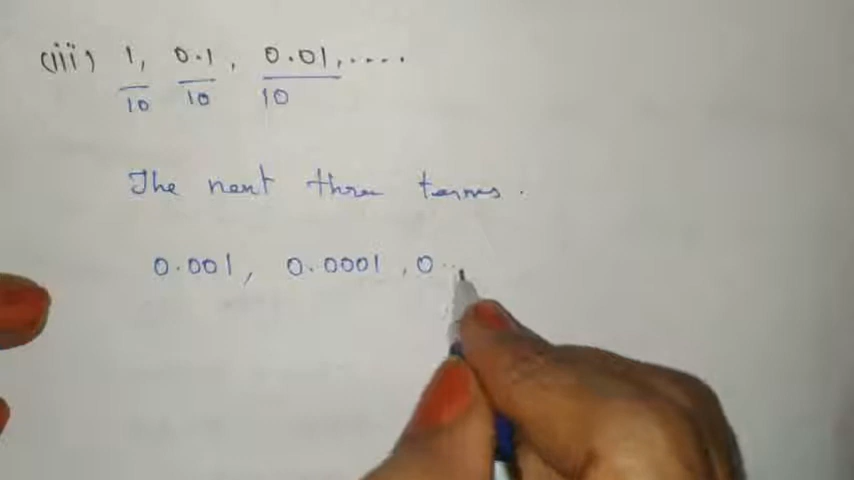 (iii) 1, 0.1, 0.01, ....
10 10 10
The next three terms.
0.001, 0.0001, 0.